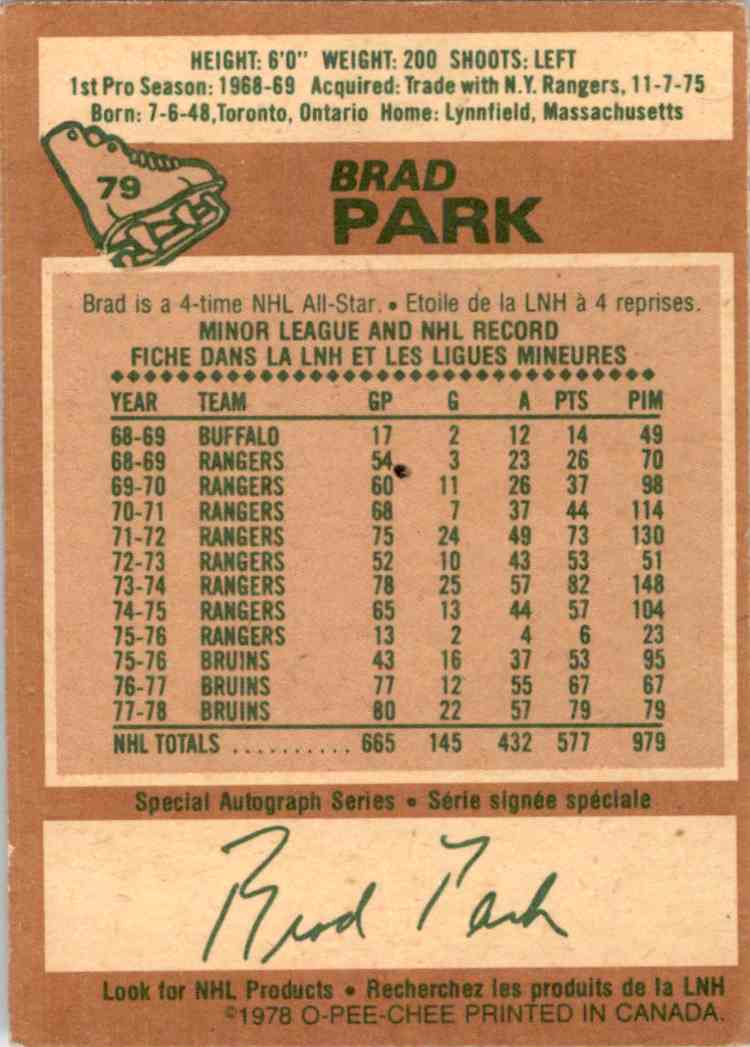 HEIGHT: 6'0" WEIGHT: 200 SHOOTS: LEFT
1st Pro Season: 1968-69 Acquired: Trade with N.Y. Rangers, 11-7-75
Born: 7-6-48, Toronto, Ontario Home: Lynnfield, Massachusetts
79
BRAD
PARK
Brad is a 4-time NHL All-Star. • Etoile de la LNH à 4 reprises.
MINOR LEAGUE AND NHL RECORD
FICHE DANS LA LNH ET LES LIGUES MINEURES
YEAR TEAM GP G A PTS PIM
68-69 BUFFALO 17 2 12 14 49
68-69 RANGERS 54 3 23 26 70
69-70 RANGERS 60 11 26 37 98
70-71 RANGERS 68 7 37 44 114
71-72 RANGERS 75 24 49 73 130
72-73 RANGERS 52 10 43 53 51
73-74 RANGERS 78 25 57 82 148
74-75 RANGERS 65 13 44 57 104
75-76 RANGERS 13 2 4 6 23
75-76 BRUINS 43 16 37 53 95
76-77 BRUINS 77 12 55 67 67
77-78 BRUINS 80 22 57 79 79
NHL TOTALS .......... 665 145 432 577 979
Special Autograph Series • Série signée spéciale
Brad Park
Look for NHL Products • Recherchez les produits de la LNH
©1978 O-PEE-CHEE PRINTED IN CANADA.